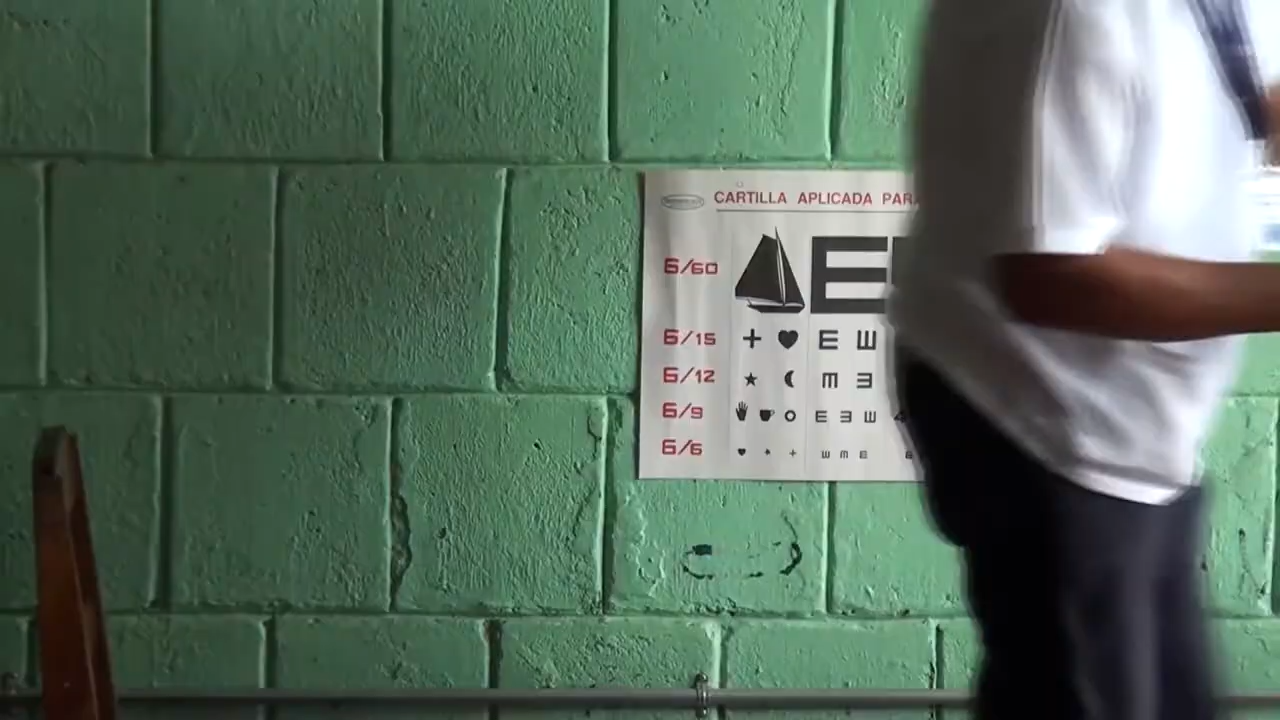 CARTILLA APLICADA PARA
6/60 E
6/15 E
6/12
6/9 E
6/6 E